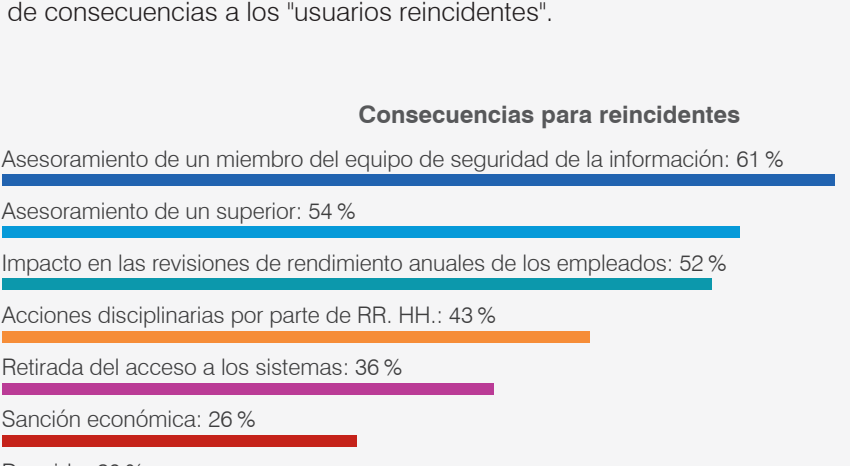 de consecuencias a los "usuarios reincidentes".
Consecuencias para reincidentes
Asesoramiento de un miembro del equipo de seguridad de la información: 61 %
Asesoramiento de un superior: 54 %
Impacto en las revisiones de rendimiento anuales de los empleados: 52 %
Acciones disciplinarias por parte de RR. HH.: 43 %
Retirada del acceso a los sistemas: 36 %
Sanción económica: 26 %